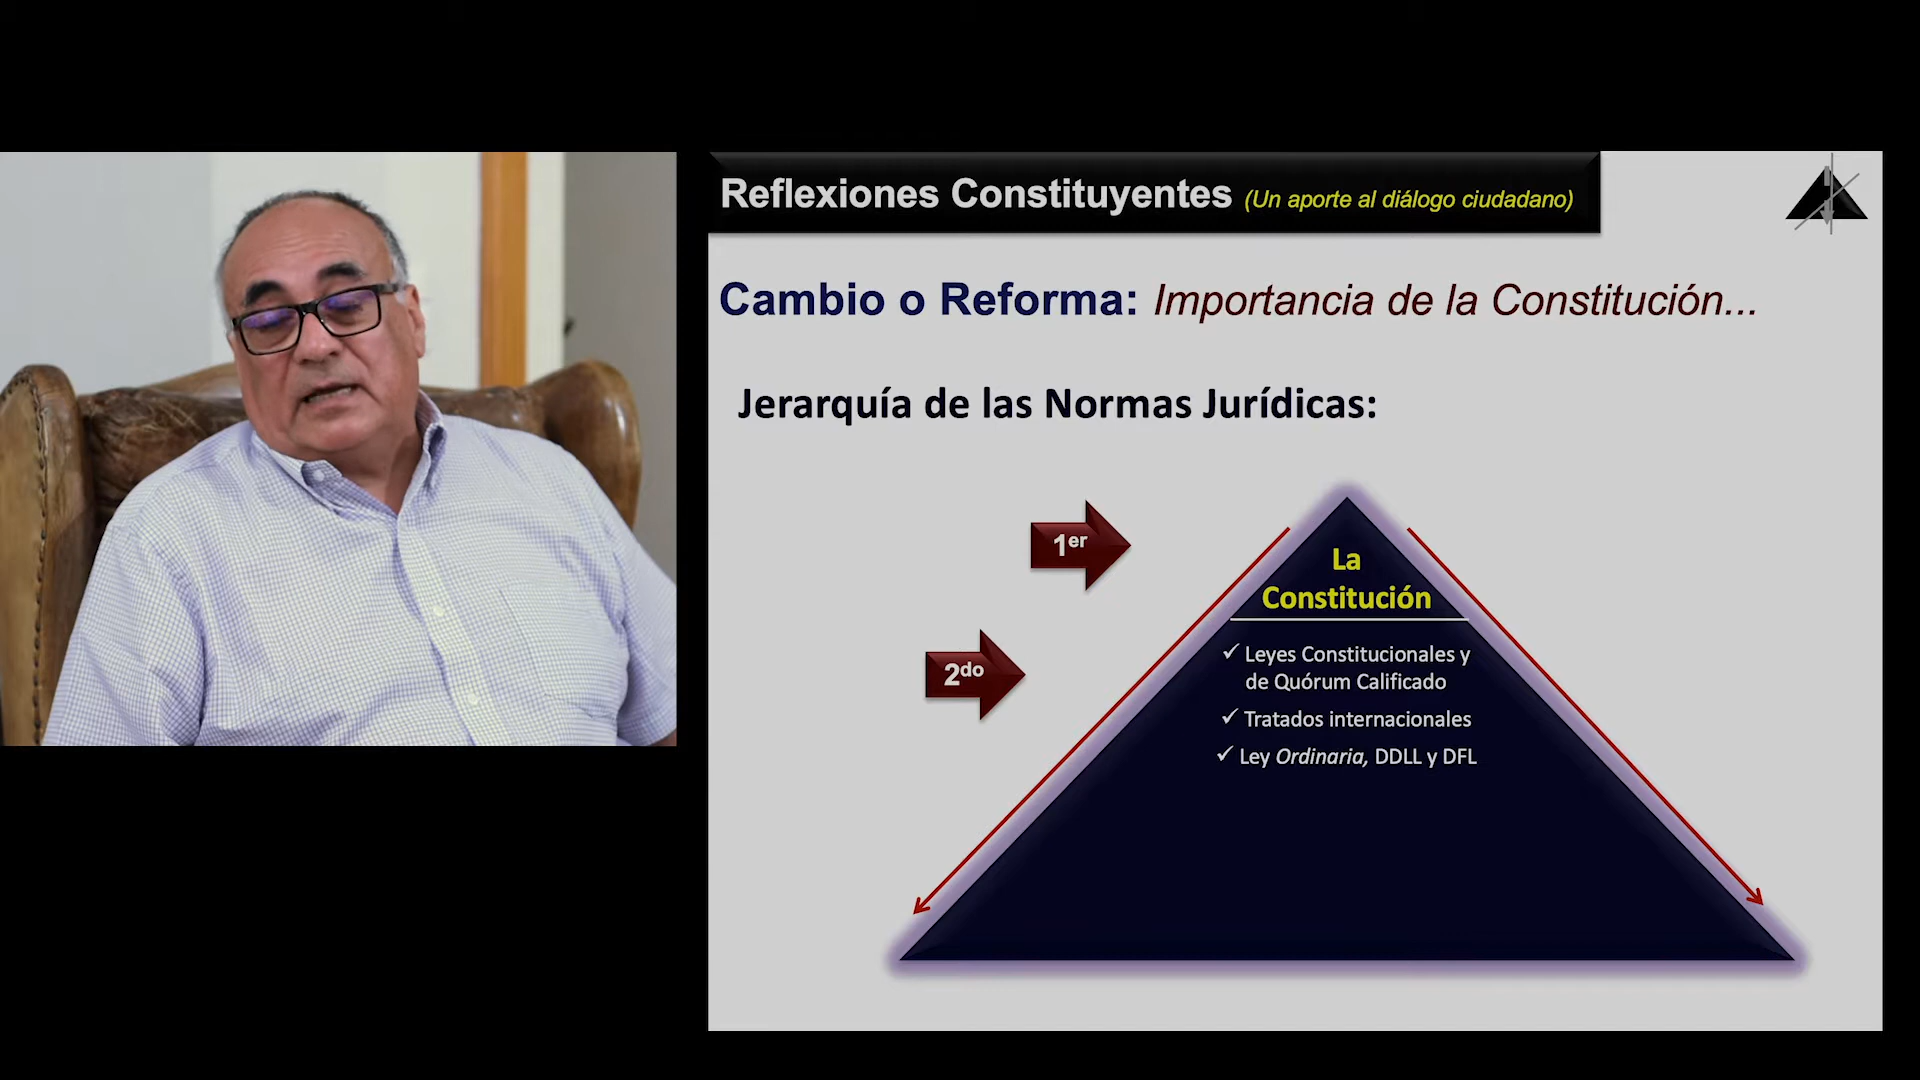 Reflexiones Constituyentes (Un aporte al diálogo ciudadano)
Cambio o Reforma: Importancia de la Constitución...
Jerarquía de las Normas Jurídicas:
1er
La
Constitución
2do
✓ Leyes Constitucionales y
de Quórum Calificado
✓ Tratados internacionales
✓ Ley Ordinaria, DDLL y DFL